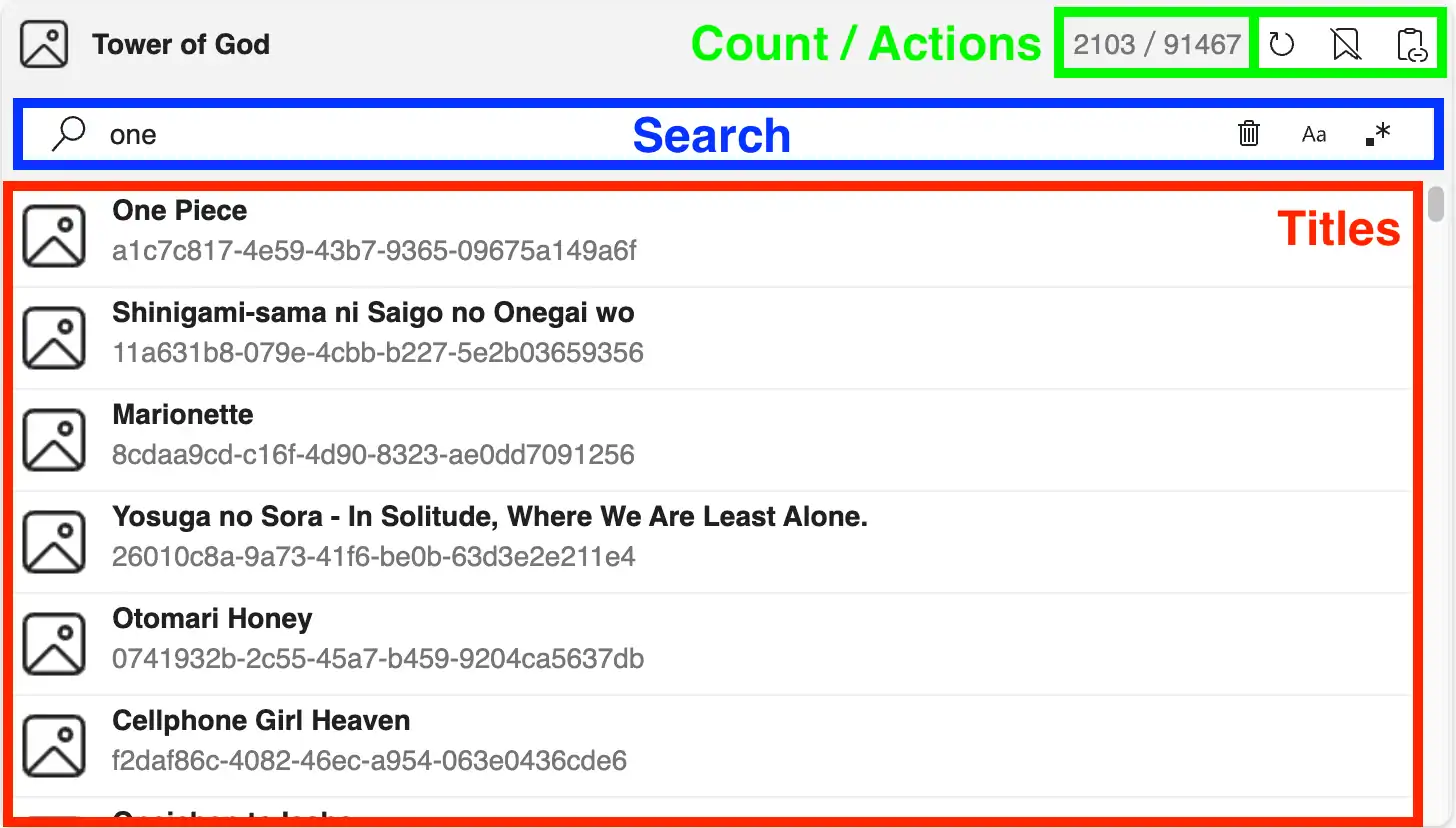 Tower of God
Count / Actions
2103 / 91467
one
Search
Aa
.*
Titles
One Piece
a1c7c817-4e59-43b7-9365-09675a149a6f
Shinigami-sama ni Saigo no Onegai wo
11a631b8-079e-4cbb-b227-5e2b03659356
Marionette
8cdaa9cd-c16f-4d90-8323-ae0dd7091256
Yosuga no Sora - In Solitude, Where We Are Least Alone.
26010c8a-9a73-41f6-be0b-63d3e2e211e4
Otomari Honey
0741932b-2c55-45a7-b459-9204ca5637db
Cellphone Girl Heaven
f2daf86c-4082-46ec-a954-063e0436cde6